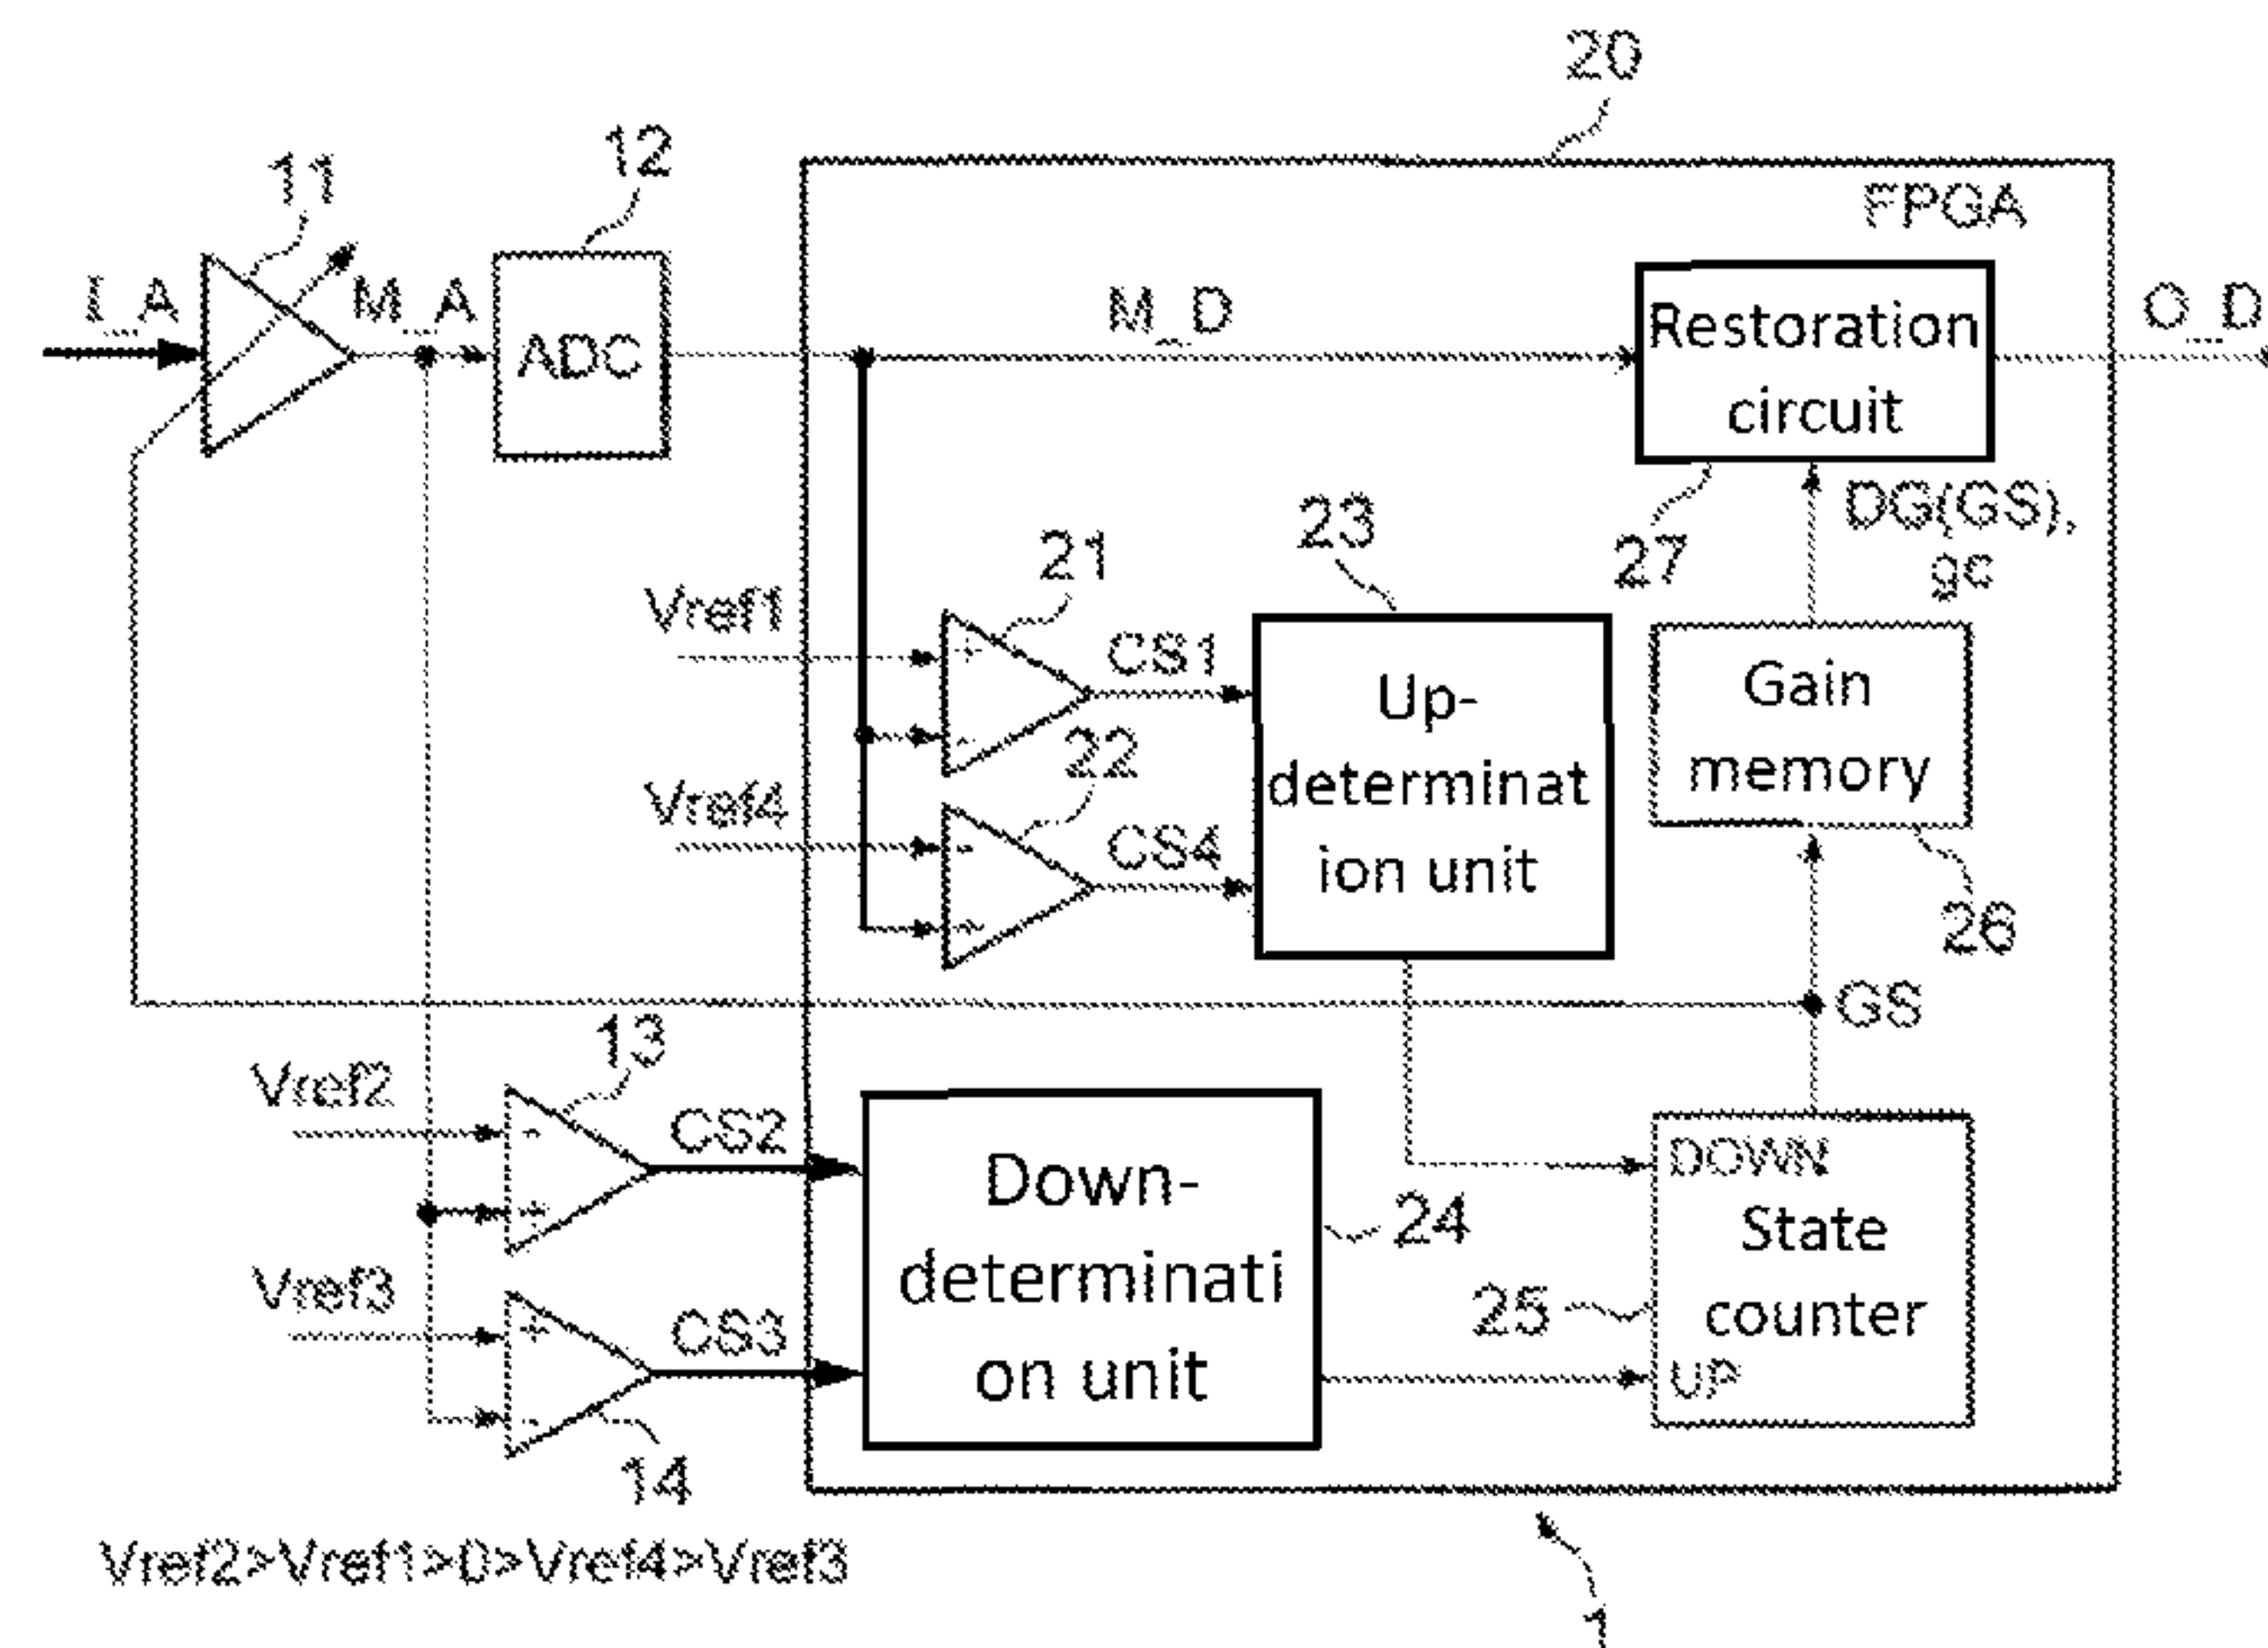 20
12
11
FPGA
I_A
M_A
ADC
M_D
Restoration
circuit
O_D
DG(GS),
gc
27
23
21
Vref1
+
CS1
-
22
Up-
determinat
ion unit
Gain
memory
Vref4
-
CS4
+
26
GS
13
Vref2
-
CS2
+
Down-
determinati
on unit
24
DOWN
State
counter
UP
25
Vref3
+
CS3
-
14
Vref2>Vref1>0>Vref4>Vref3
1